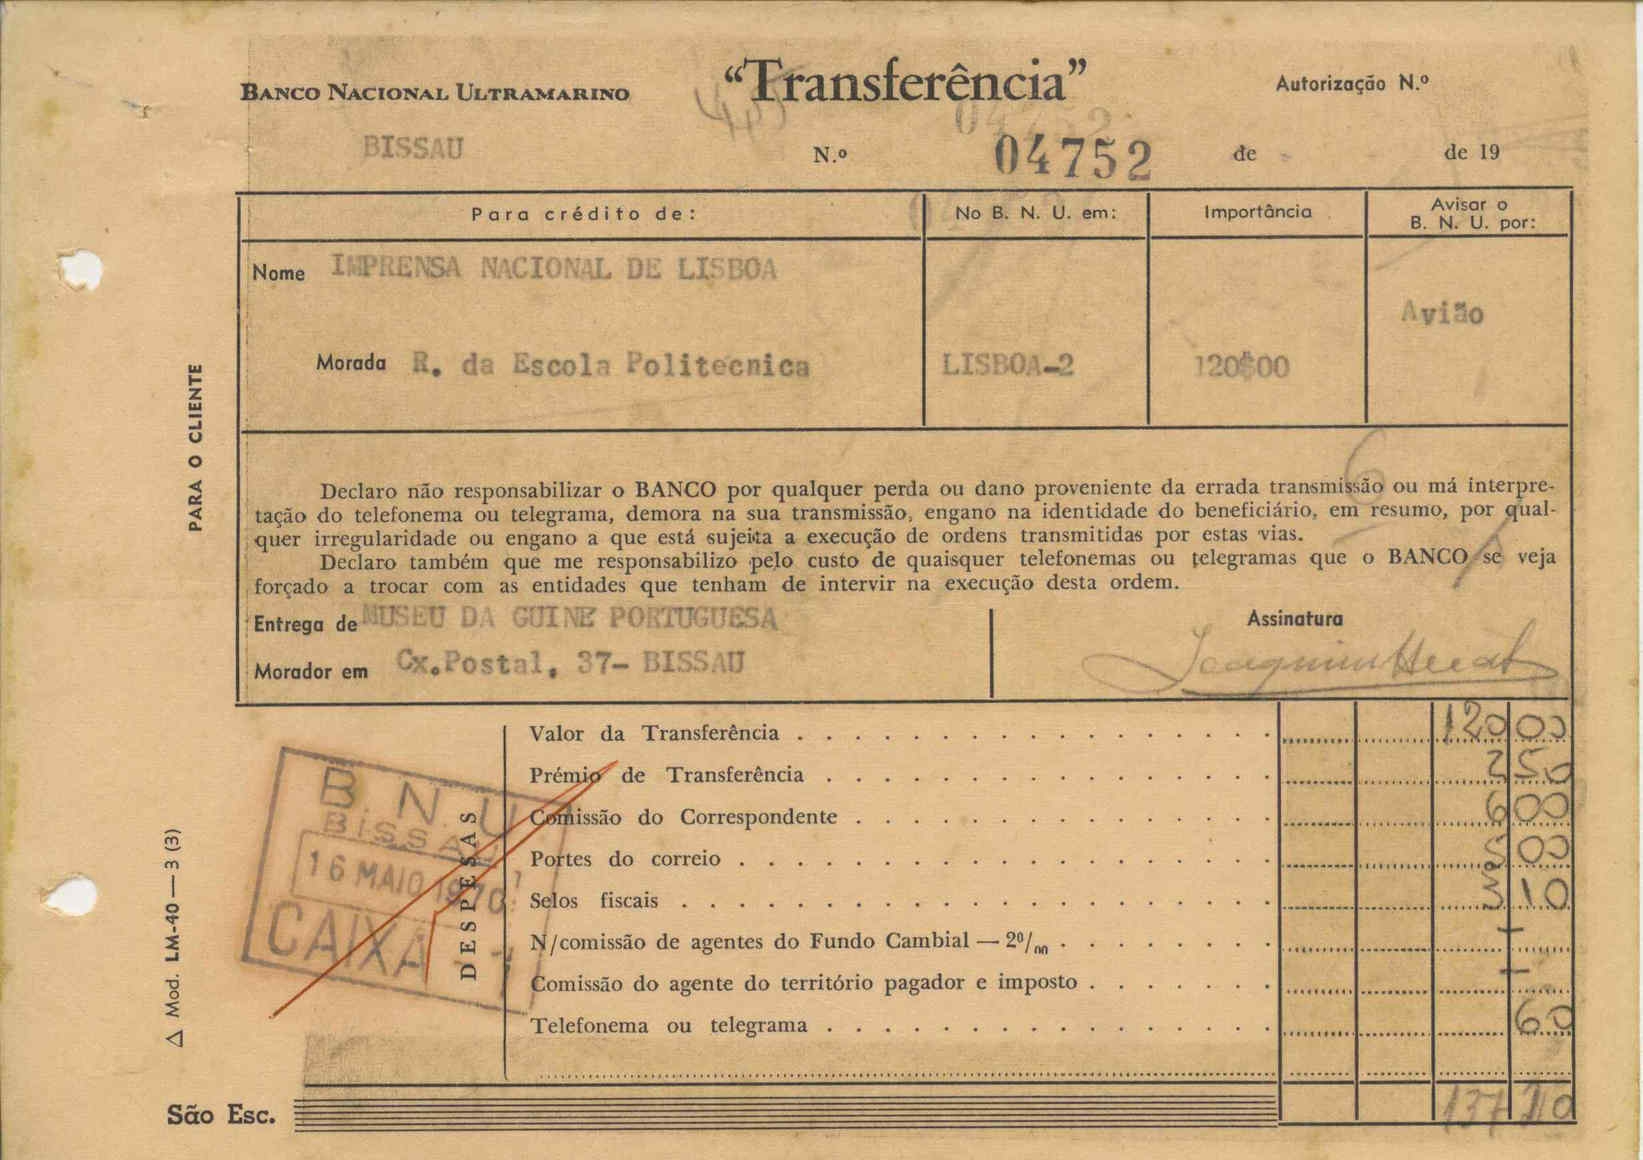 BANCO NACIONAL ULTRAMARINO
"Transferência"
Autorização N.º
BISSAU
N.º 04752
de de 19
Para crédito de:
No B. N. U. em:
Importância
Avisar o
B. N. U. por:
Nome IMPRENSA NACIONAL DE LISBOA
Avião
Morada R. da Escola Politecnica
LISBOA-2
120$00
PARA O CLIENTE
Declaro não responsabilizar o BANCO por qualquer perda ou dano proveniente da errada transmissão ou má interpre-
tação do telefonema ou telegrama, demora na sua transmissão, engano na identidade do beneficiário, em resumo, por qual-
quer irregularidade ou engano a que está sujeita a execução de ordens transmitidas por estas vias.
Declaro também que me responsabilizo pelo custo de quaisquer telefonemas ou telegramas que o BANCO se veja
forçado a trocar com as entidades que tenham de intervir na execução desta ordem.
Entrega de MUSEU DA GUINE PORTUGUESA
Assinatura
Morador em Cx.Postal. 37- BISSAU
Joaquim
B. N. U
BISSAU
16 MAIO 1970
CAIXA
DESPESAS
Valor da Transferência 120 00
Prémio de Transferência 2 50
Comissão do Correspondente 6 00
Portes do correio 5 00
Selos fiscais 3 10
N/comissão de agentes do Fundo Cambial — 2⁰/₀₀
Comissão do agente do território pagador e imposto
Telefonema ou telegrama 60
△ Mod. LM-40 — 3 (3)
São Esc. 137